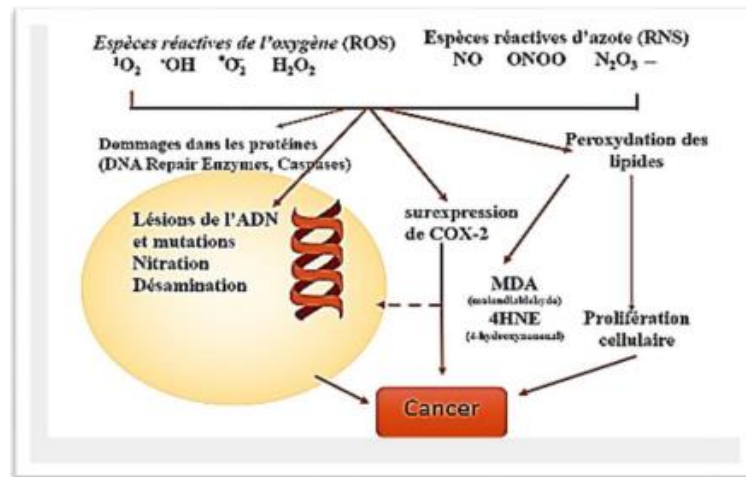 Espèces réactives de l'oxygène (ROS)
¹O₂ ·OH •O₂⁻ H₂O₂
Espèces réactives d'azote (RNS)
NO ONOO N₂O₃ –
Dommages dans les protéines
(DNA Repair Enzymes, Caspases)
Peroxydation des
lipides
Lésions de l'ADN
et mutations
Nitration
Désamination
surexpression
de COX-2
MDA
(malandialdehyde)
4HNE
(4-hydroxynonenal)
Prolifération
cellulaire
Cancer